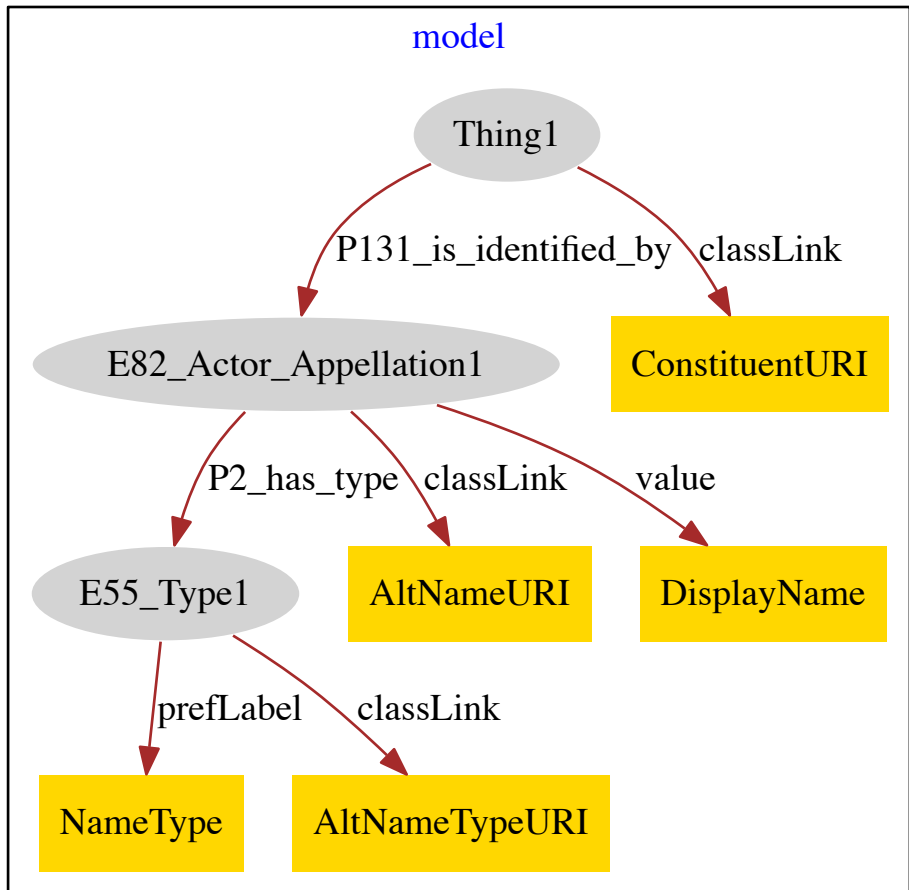 model
Thing1
P131_is_identified_by
classLink
E82_Actor_Appellation1
ConstituentURI
P2_has_type
classLink
value
E55_Type1
AltNameURI
DisplayName
prefLabel
classLink
NameType
AltNameTypeURI